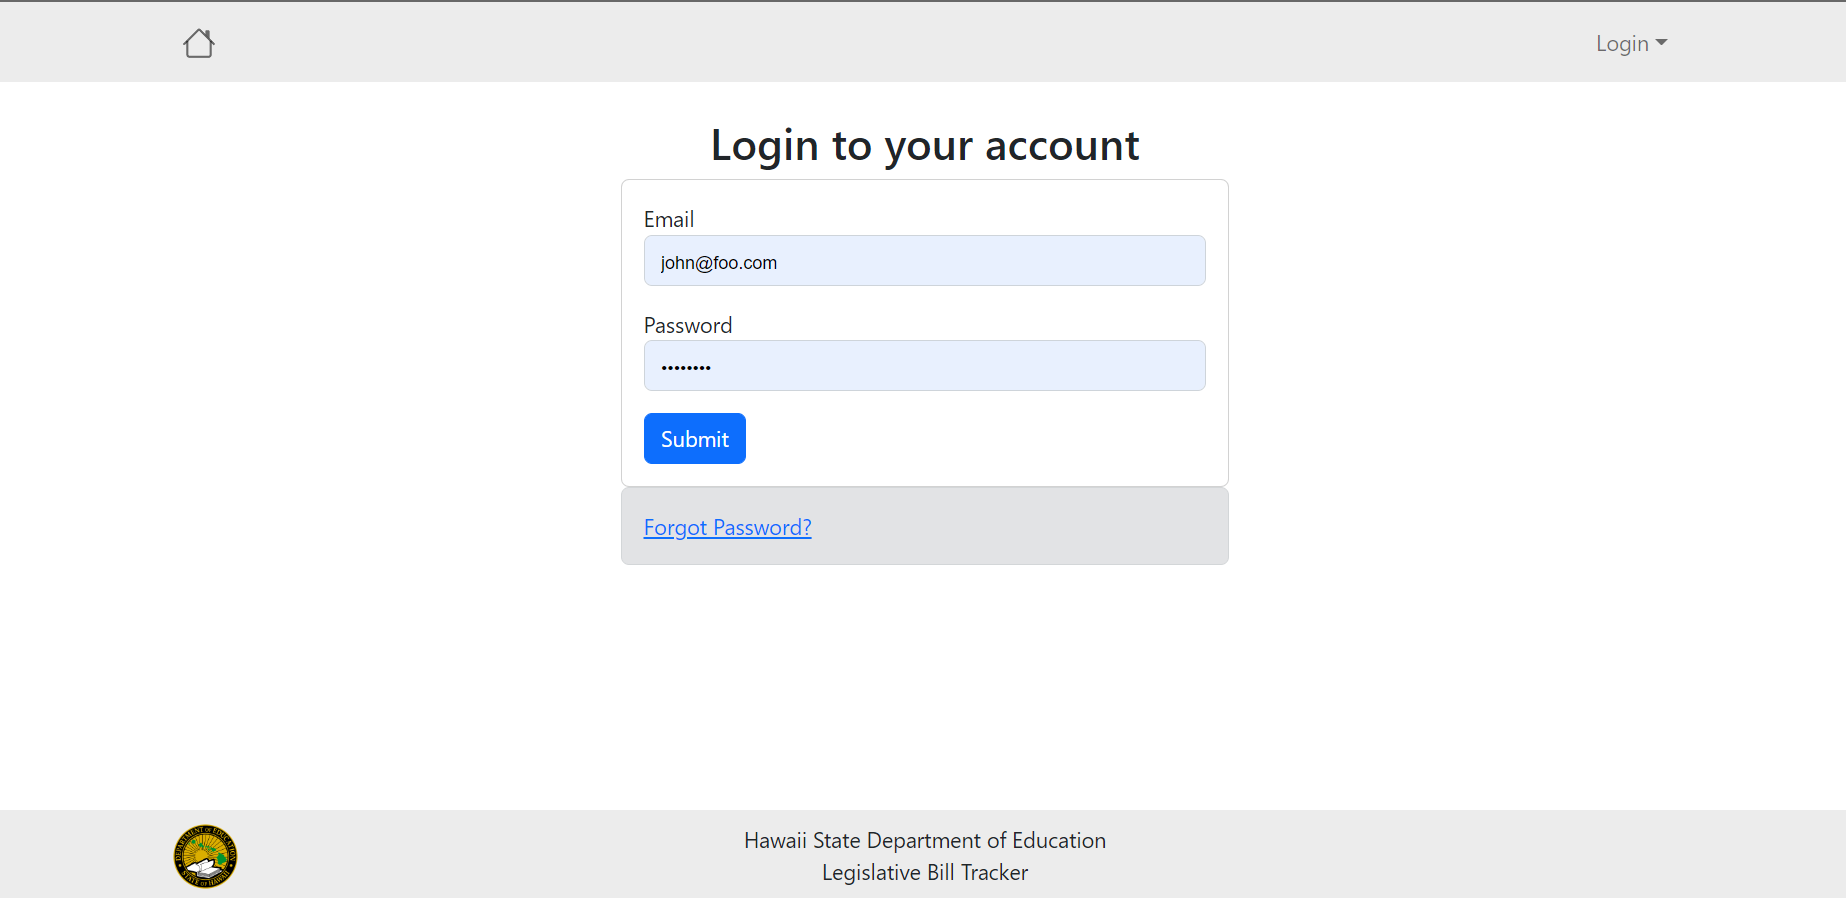 Login
Login to your account
Email
john@foo.com
Password
••••••••
Submit
Forgot Password?
DEPARTMENT OF EDUCATION
STATE OF HAWAII
Hawaii State Department of Education
Legislative Bill Tracker